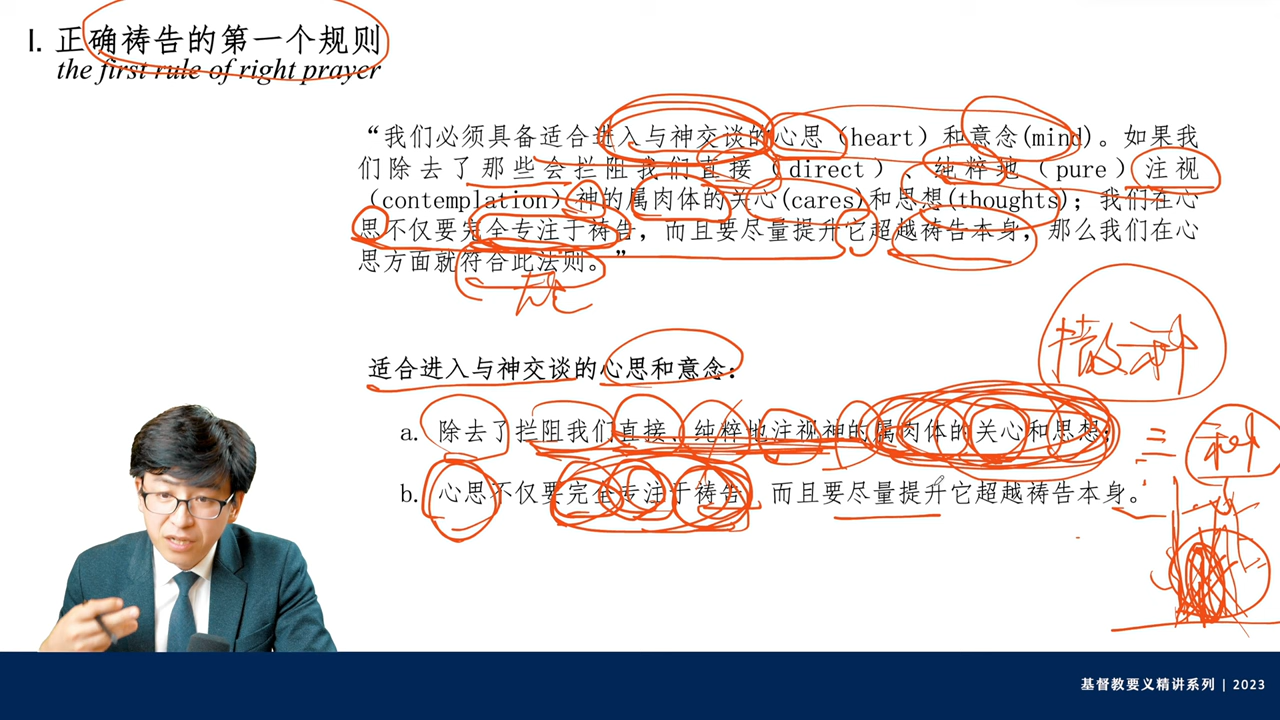 I. 正确祷告的第一个规则
the first rule of right prayer
“我们必须具备适合进入与神交谈的心思（heart）和意念(mind)。如果我
们除去了那些会拦阻我们直接（direct）、纯粹地（pure）注视
（contemplation）神的属肉体的关心(cares)和思想(thoughts)；我们在心
思不仅要完全专注于祷告，而且要尽量提升它超越祷告本身，那么我们在心
思方面就符合此法则。”
撒种
适合进入与神交谈的心思和意念：
a. 除去了拦阻我们直接、纯粹地注视神的属肉体的关心和思想；
b. 心思不仅要完全专注于祷告，而且要尽量提升它超越祷告本身。
基督教要义精讲系列 | 2023